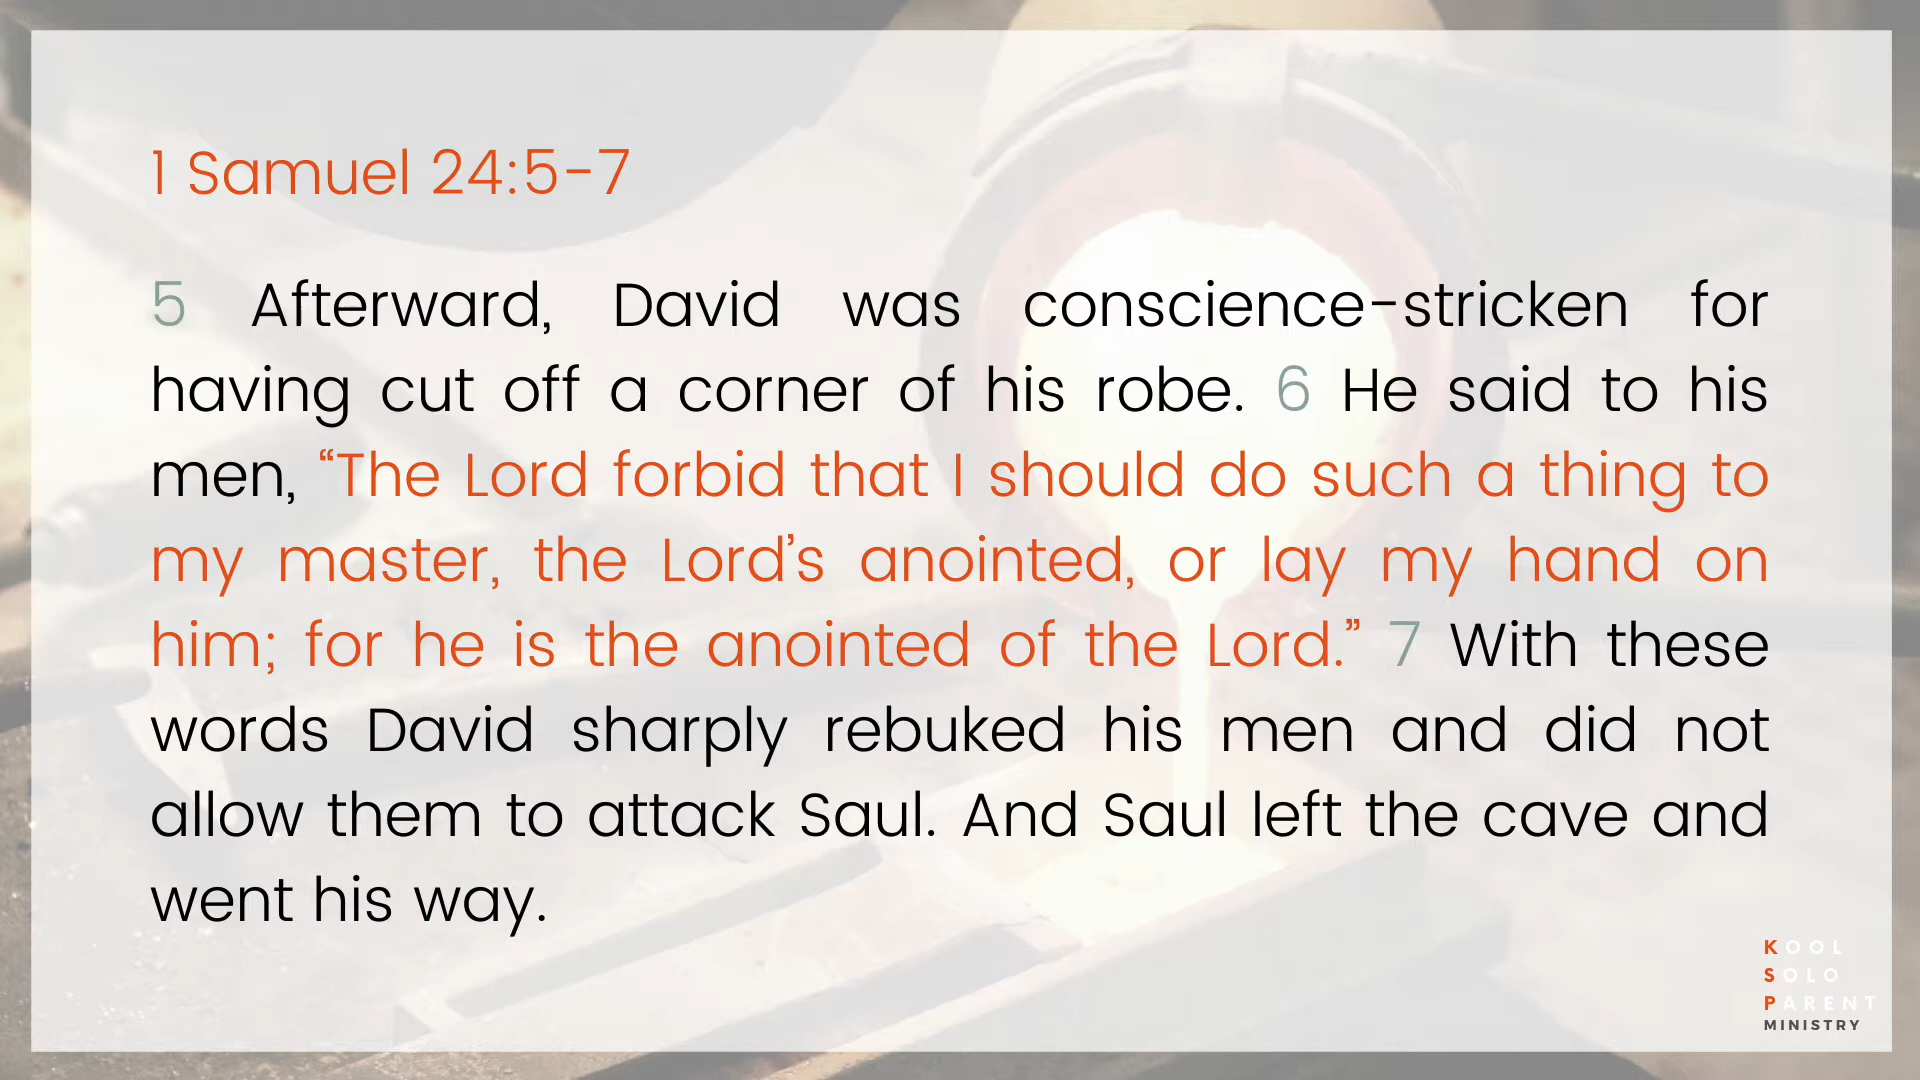 1 Samuel 24:5-7
5 Afterward, David was conscience-stricken for
having cut off a corner of his robe. 6 He said to his
men, “The Lord forbid that I should do such a thing to
my master, the Lord’s anointed, or lay my hand on
him; for he is the anointed of the Lord.” 7 With these
words David sharply rebuked his men and did not
allow them to attack Saul. And Saul left the cave and
went his way.
KOOL
SOLO
PARENT
MINISTRY